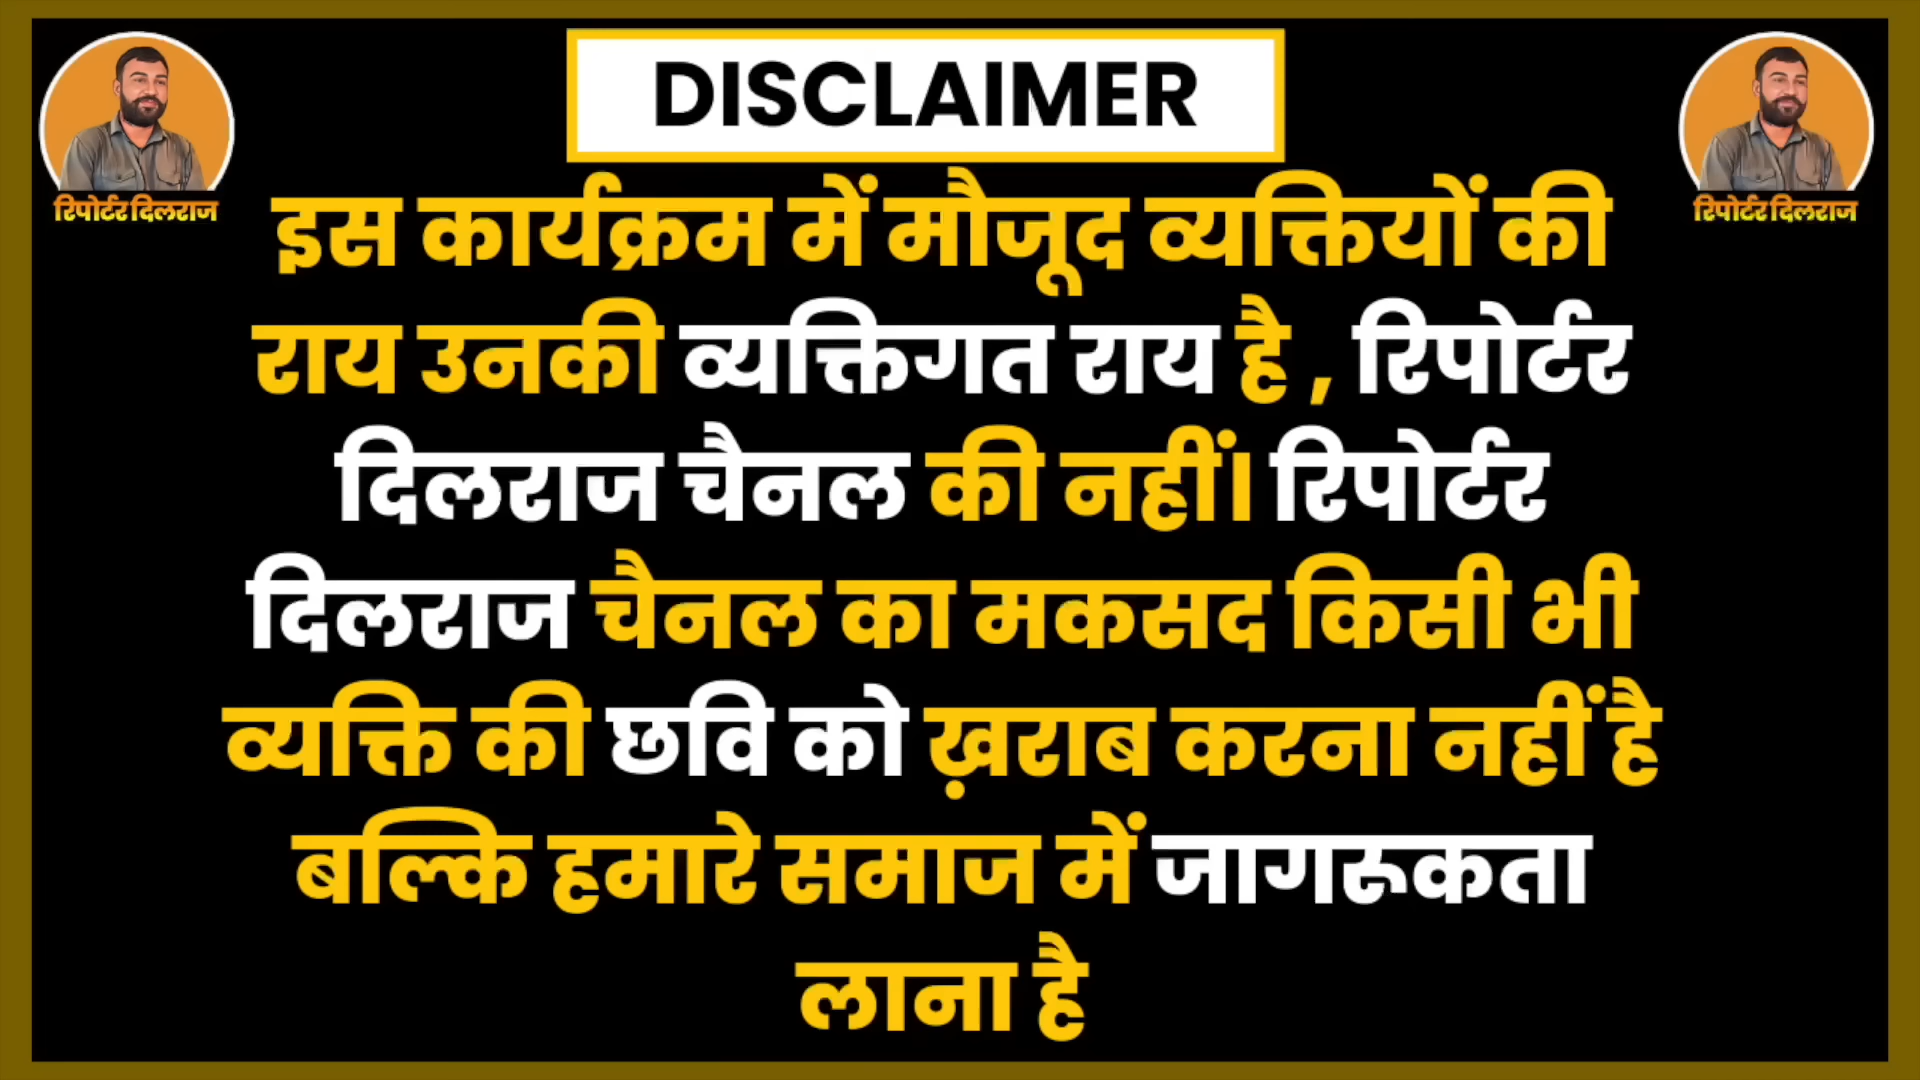 DISCLAIMER
रिपोर्टर दिलराज
रिपोर्टर दिलराज
इस कार्यक्रम में मौजूद व्यक्तियों की
राय उनकी व्यक्तिगत राय है , रिपोर्टर
दिलराज चैनल की नहीं। रिपोर्टर
दिलराज चैनल का मकसद किसी भी
व्यक्ति की छवि को ख़राब करना नहीं है
बल्कि हमारे समाज में जागरूकता
लाना है